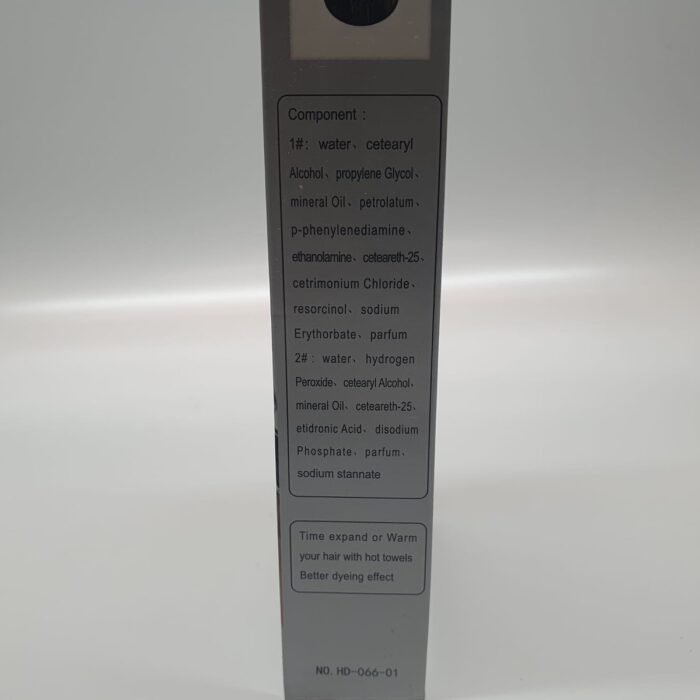 Component :
1#: water、cetearyl
Alcohol、propylene Glycol、
mineral Oil、petrolatum、
p-phenylenediamine、
ethanolamine、ceteareth-25、
cetrimonium Chloride、
resorcinol、sodium
Erythorbate、parfum
2#: water、hydrogen
Peroxide、cetearyl Alcohol、
mineral Oil、ceteareth-25、
etidronic Acid、disodium
Phosphate、parfum、
sodium stannate
Time expand or Warm
your hair with hot towels
Better dyeing effect
NO. HD-066-01